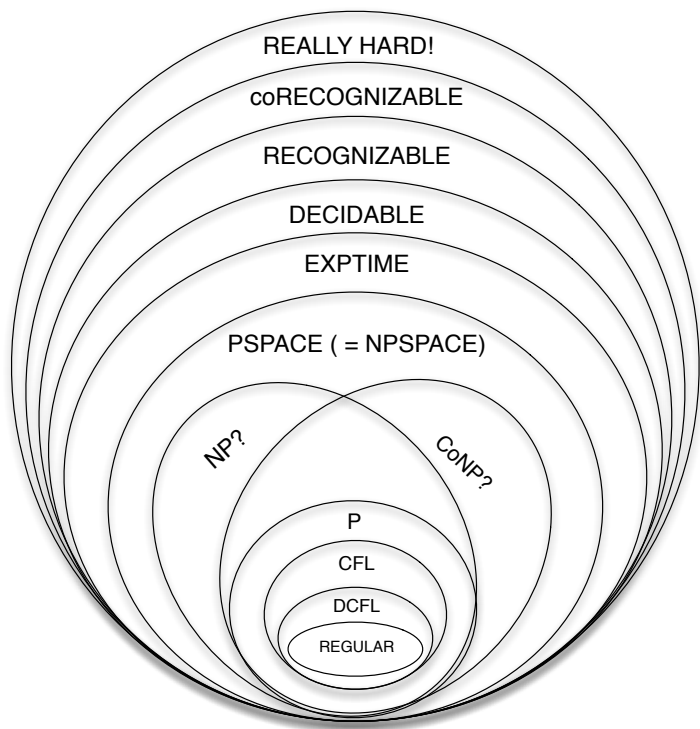 REALLY HARD!
coRECOGNIZABLE
RECOGNIZABLE
DECIDABLE
EXPTIME
PSPACE ( = NPSPACE)
NP?
CoNP?
P
CFL
DCFL
REGULAR